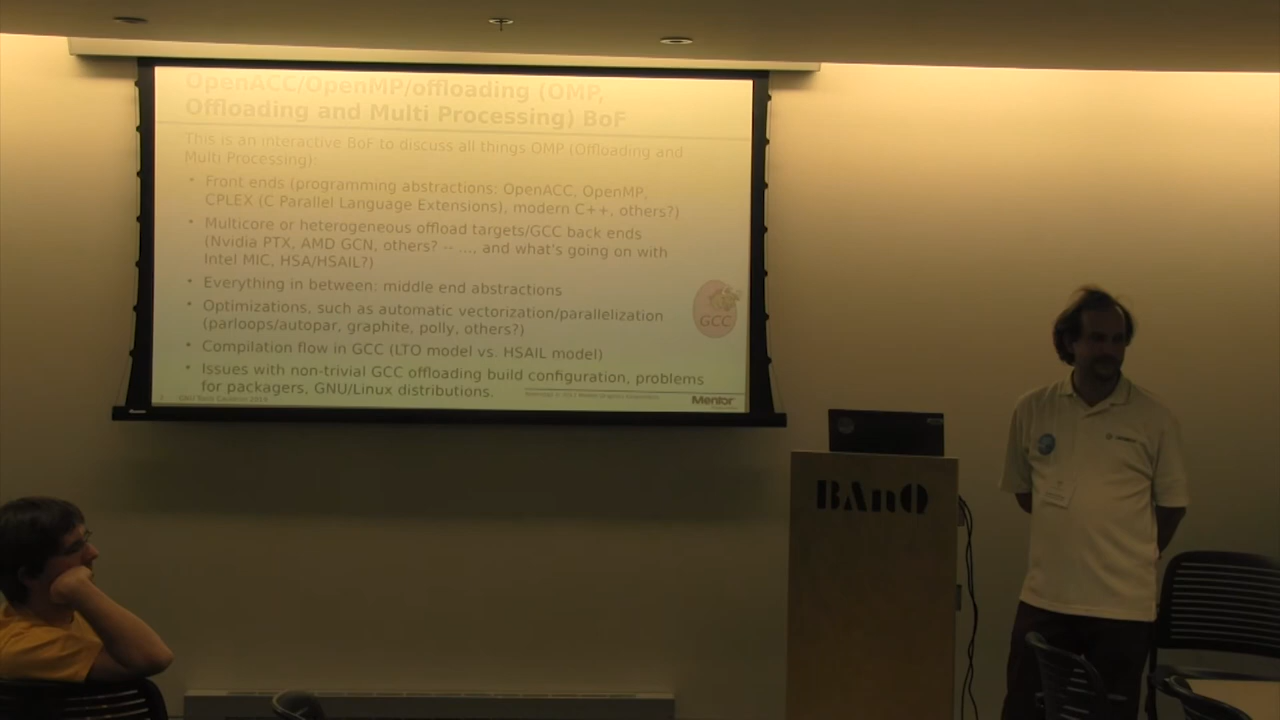 OpenACC/OpenMP/offloading (OMP,
Offloading and Multi Processing) BoF
This is an interactive BoF to discuss all things OMP (Offloading and
Multi Processing):
• Front ends (programming abstractions: OpenACC, OpenMP,
CPLEX (C Parallel Language Extensions), modern C++, others?)
• Multicore or heterogeneous offload targets/GCC back ends
(Nvidia PTX, AMD GCN, others? -- ..., and what's going on with
Intel MIC, HSA/HSAIL?)
• Everything in between: middle end abstractions
• Optimizations, such as automatic vectorization/parallelization
(parloops/autopar, graphite, polly, others?)
• Compilation flow in GCC (LTO model vs. HSAIL model)
• Issues with non-trivial GCC offloading build configuration, problems
for packagers, GNU/Linux distributions.
GCC
GNU Tools Cauldron 2019
Mentor
BAnQ